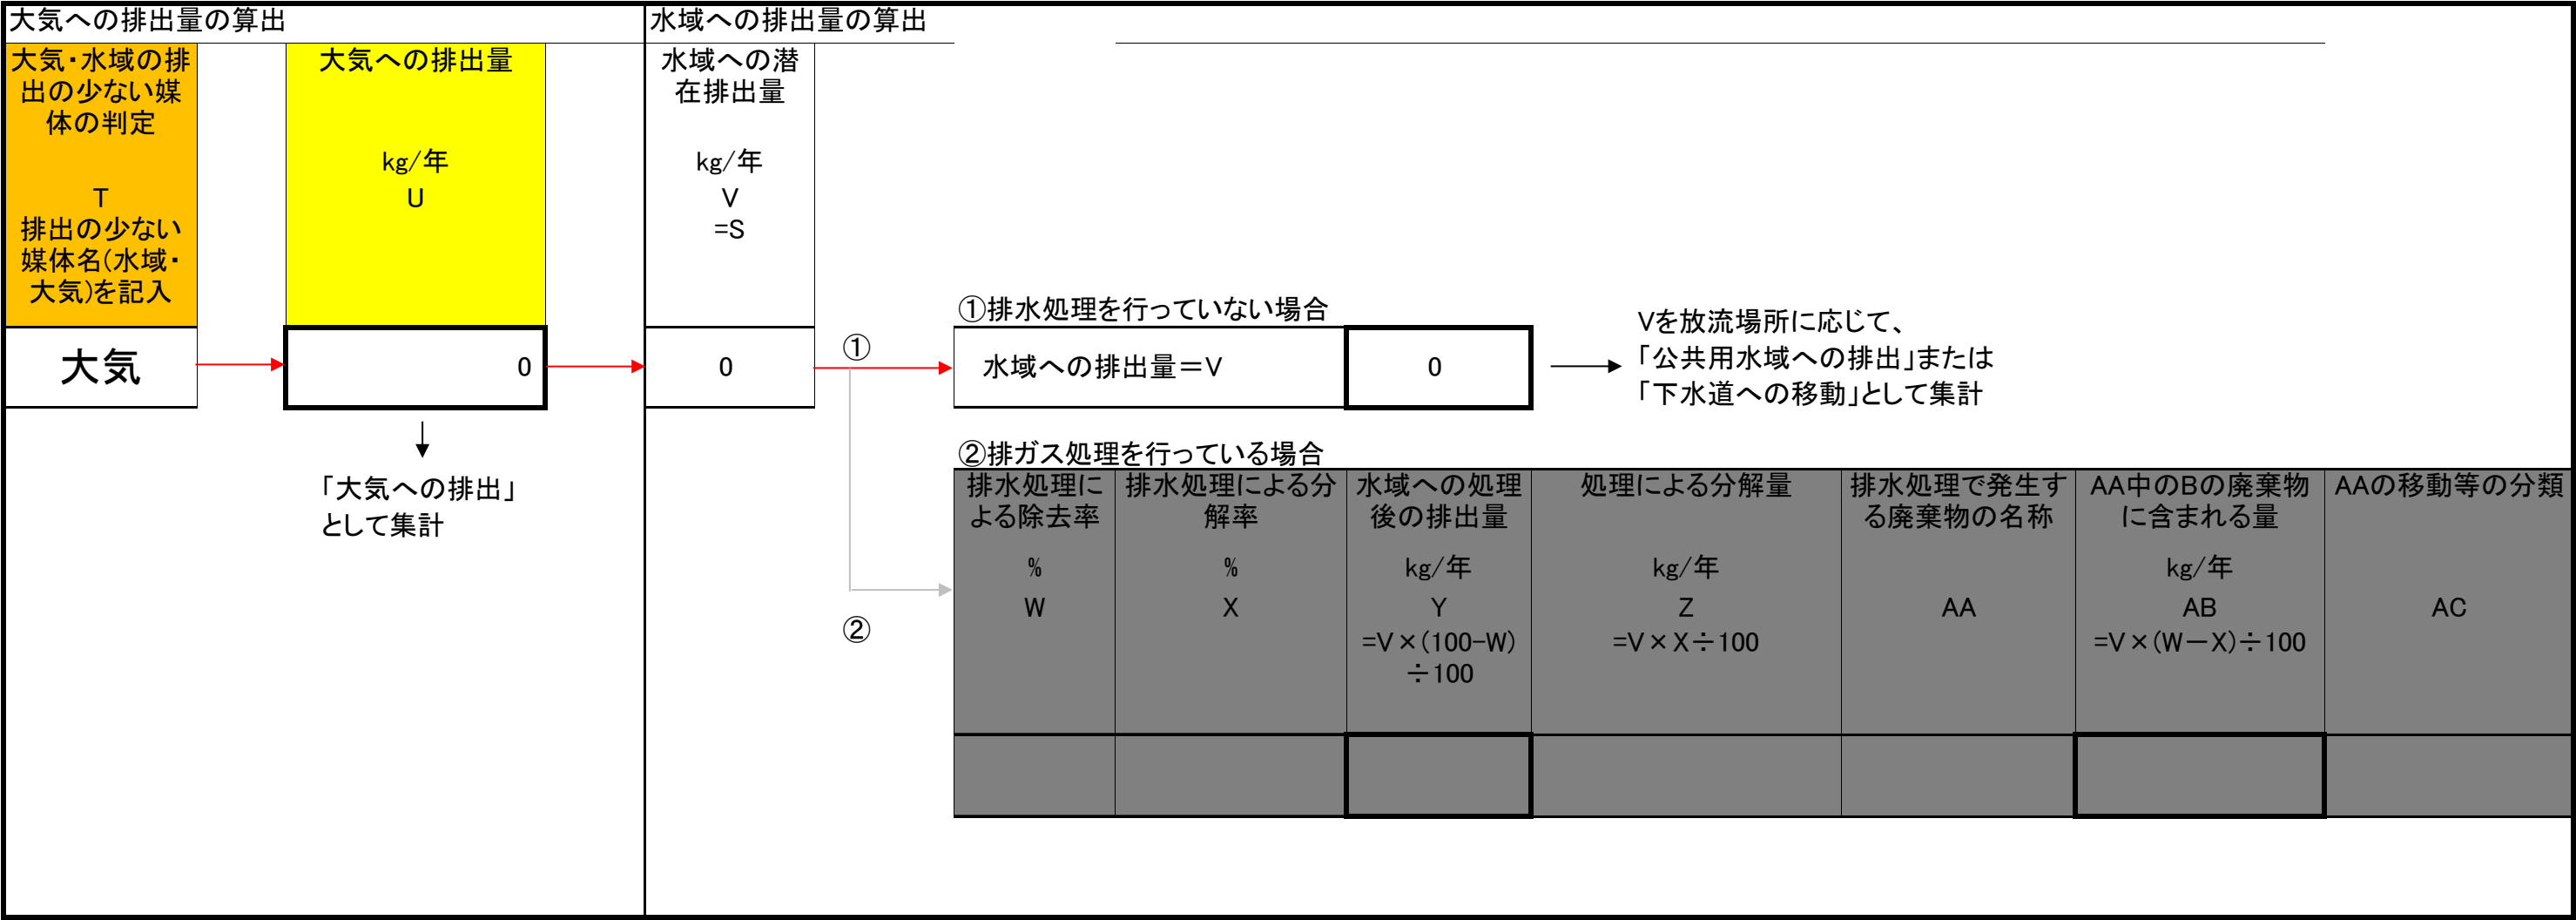 大気への排出量の算出
水域への排出量の算出
大気・水域の排
出の少ない媒
体の判定
T
排出の少ない
媒体名(水域・
大気)を記入
大気への排出量
kg/年
U
水域への潜
在排出量
kg/年
V
=S
大気
0
0
①
①排水処理を行っていない場合
水域への排出量＝V
0
Vを放流場所に応じて、
「公共用水域への排出」または
「下水道への移動」として集計
「大気への排出」
として集計
②
②排ガス処理を行っている場合
排水処理に
よる除去率
%
W
排水処理による分
解率
%
X
水域への処理
後の排出量
kg/年
Y
=V×(100-W)
÷100
処理による分解量
kg/年
Z
=V×X÷100
排水処理で発生す
る廃棄物の名称
AA
AA中のBの廃棄物
に含まれる量
kg/年
AB
=V×(W－X)÷100
AAの移動等の分類
AC